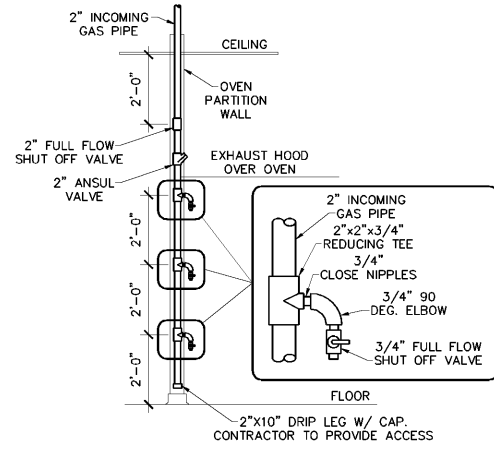 2" INCOMING
GAS PIPE
CEILING
2'-0"
OVEN
PARTITION
WALL
2" FULL FLOW
SHUT OFF VALVE
EXHAUST HOOD
OVER OVEN
2" ANSUL
VALVE
2'-0"
2'-0"
2'-0"
2" INCOMING
GAS PIPE
2"x2"x3/4"
REDUCING TEE
3/4"
CLOSE NIPPLES
3/4" 90
DEG. ELBOW
3/4" FULL FLOW
SHUT OFF VALVE
FLOOR
2"X10" DRIP LEG W/ CAP.
CONTRACTOR TO PROVIDE ACCESS